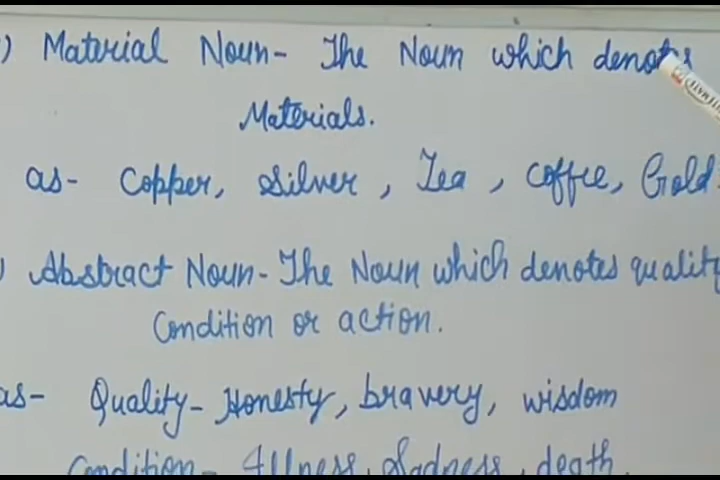 ) Material Noun- The Noun which denotes
Materials.
as- Copper, Silver, Tea, Coffee, Gold
) Abstract Noun- The Noun which denotes quality
Condition or action.
as- Quality- Honesty, bravery, wisdom
Condition- Illness, Sadness, death.